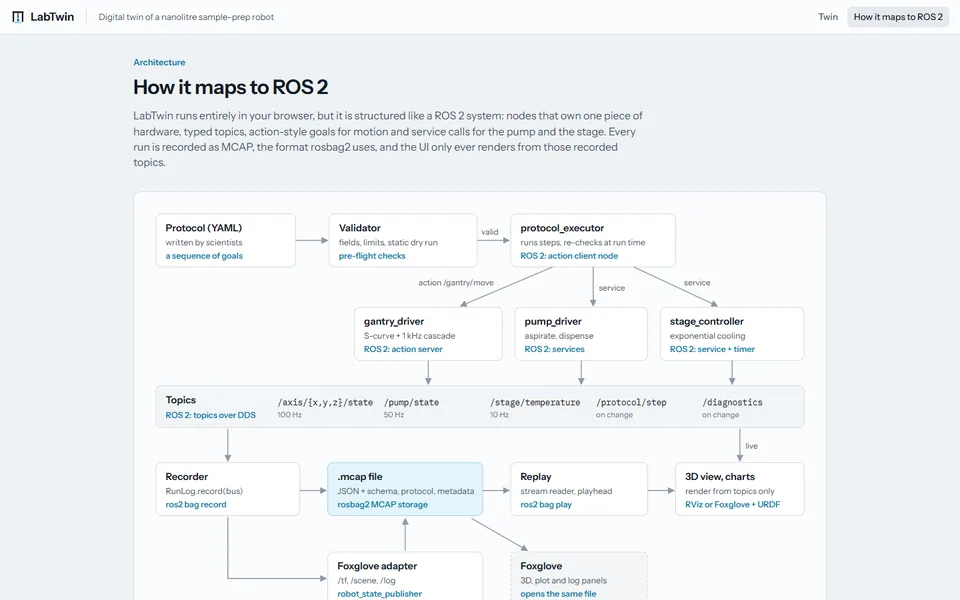 LabTwin
Digital twin of a nanolitre sample-prep robot
Twin
How it maps to ROS 2
Architecture
How it maps to ROS 2
LabTwin runs entirely in your browser, but it is structured like a ROS 2 system: nodes that own one piece of
hardware, typed topics, action-style goals for motion and service calls for the pump and the stage. Every
run is recorded as MCAP, the format rosbag2 uses, and the UI only ever renders from those recorded
topics.
Protocol (YAML)
written by scientists
a sequence of goals
Validator
fields, limits, static dry run
pre-flight checks
valid
protocol_executor
runs steps, re-checks at run time
ROS 2: action client node
action /gantry/move
service
service
gantry_driver
S-curve + 1 kHz cascade
ROS 2: action server
pump_driver
aspirate, dispense
ROS 2: services
stage_controller
exponential cooling
ROS 2: service + timer
Topics
ROS 2: topics over DDS
/axis/{x,y,z}/state
100 Hz
/pump/state
50 Hz
/stage/temperature
10 Hz
/protocol/step
on change
/diagnostics
on change
live
Recorder
RunLog.record(bus)
ros2 bag record
.mcap file
JSON + schema, protocol, metadata
rosbag2 MCAP storage
Replay
stream reader, playhead
ros2 bag play
3D view, charts
render from topics only
RViz or Foxglove + URDF
Foxglove adapter
/tf, /scene, /log
robot_state_publisher
Foxglove
3D, plot and log panels
opens the same file